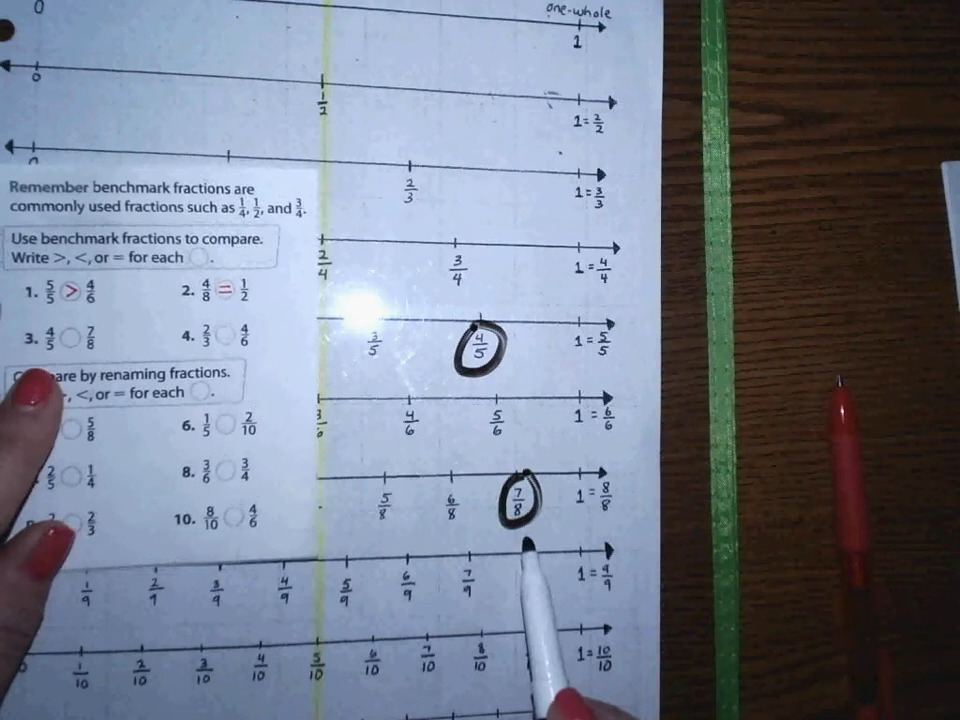 0
one-whole
1
0
1/2
1 = 2/2
2/3
1 = 3/3
Remember benchmark fractions are
commonly used fractions such as 1/4, 1/2, and 3/4.
Use benchmark fractions to compare.
Write >, <, or = for each ○.
1. 5/5 > 4/6
2. 4/8 = 1/2
3. 4/5 ○ 7/8
4. 2/3 ○ 4/6
by renaming fractions.
<, or = for each ○.
○ 5/8
6. 1/5 ○ 2/10
2/5 ○ 1/4
8. 3/6 ○ 3/4
○ 2/3
10. 8/10 ○ 4/6
2/4
3/4
1 = 4/4
3/5
4/5
1 = 5/5
3/6
4/6
5/6
1 = 6/6
5/8
6/8
7/8
1 = 8/8
1/9
2/9
3/9
4/9
5/9
6/9
7/9
1 = 9/9
1/10
2/10
3/10
4/10
5/10
6/10
7/10
8/10
1 = 10/10